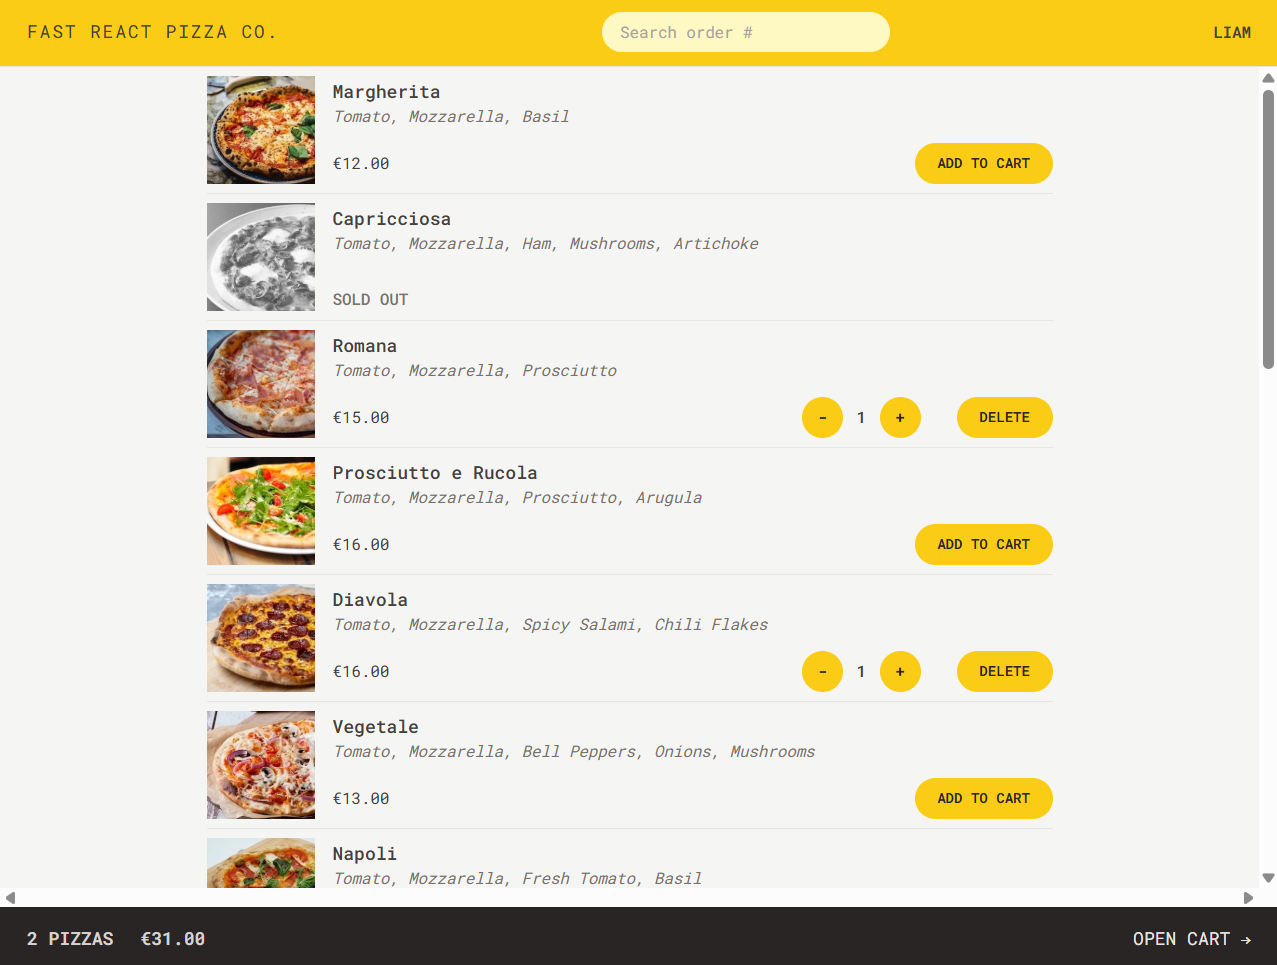 FAST REACT PIZZA CO.
Search order #
LIAM
Margherita
Tomato, Mozzarella, Basil
€12.00
ADD TO CART
Capricciosa
Tomato, Mozzarella, Ham, Mushrooms, Artichoke
SOLD OUT
Romana
Tomato, Mozzarella, Prosciutto
€15.00
- 1 +
DELETE
Prosciutto e Rucola
Tomato, Mozzarella, Prosciutto, Arugula
€16.00
ADD TO CART
Diavola
Tomato, Mozzarella, Spicy Salami, Chili Flakes
€16.00
- 1 +
DELETE
Vegetale
Tomato, Mozzarella, Bell Peppers, Onions, Mushrooms
€13.00
ADD TO CART
Napoli
Tomato, Mozzarella, Fresh Tomato, Basil
2 PIZZAS €31.00
OPEN CART →